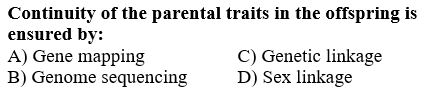 Continuity of the parental traits in the offspring is
ensured by:
A) Gene mapping C) Genetic linkage
B) Genome sequencing D) Sex linkage